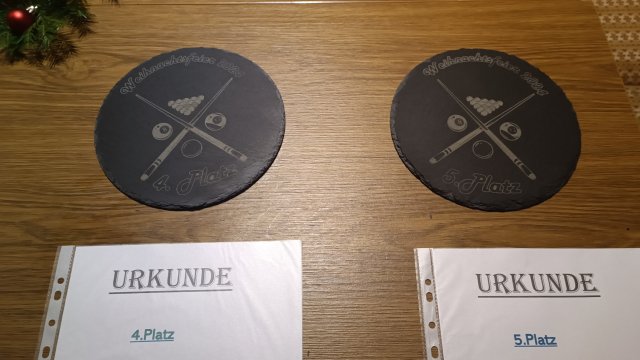 Weihnachtsfeier
4. Platz
Weihnachtsfeier
5. Platz
URKUNDE
4.Platz
URKUNDE
5.Platz